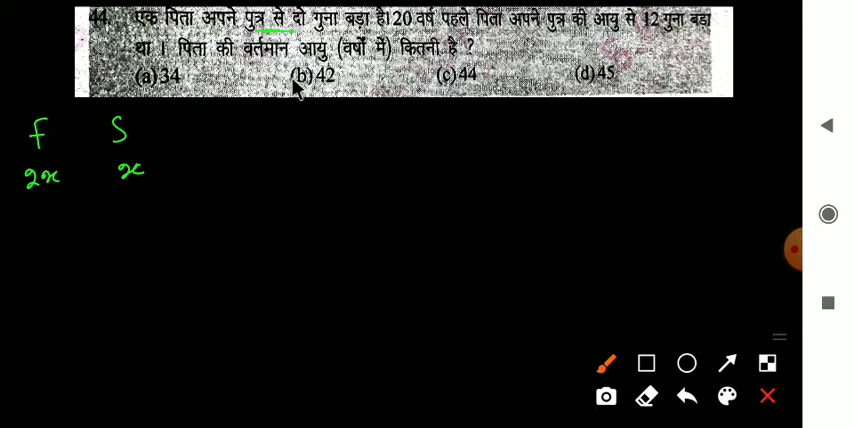 44. एक पिता अपने पुत्र से दो गुना बड़ा है। 20 वर्ष पहले पिता अपने पुत्र की आयु से 12 गुना बड़ा
था । पिता की वर्तमान आयु (वर्षों में) कितनी है ?
(a) 34 (b) 42 (c) 44 (d) 45
F S
2x x